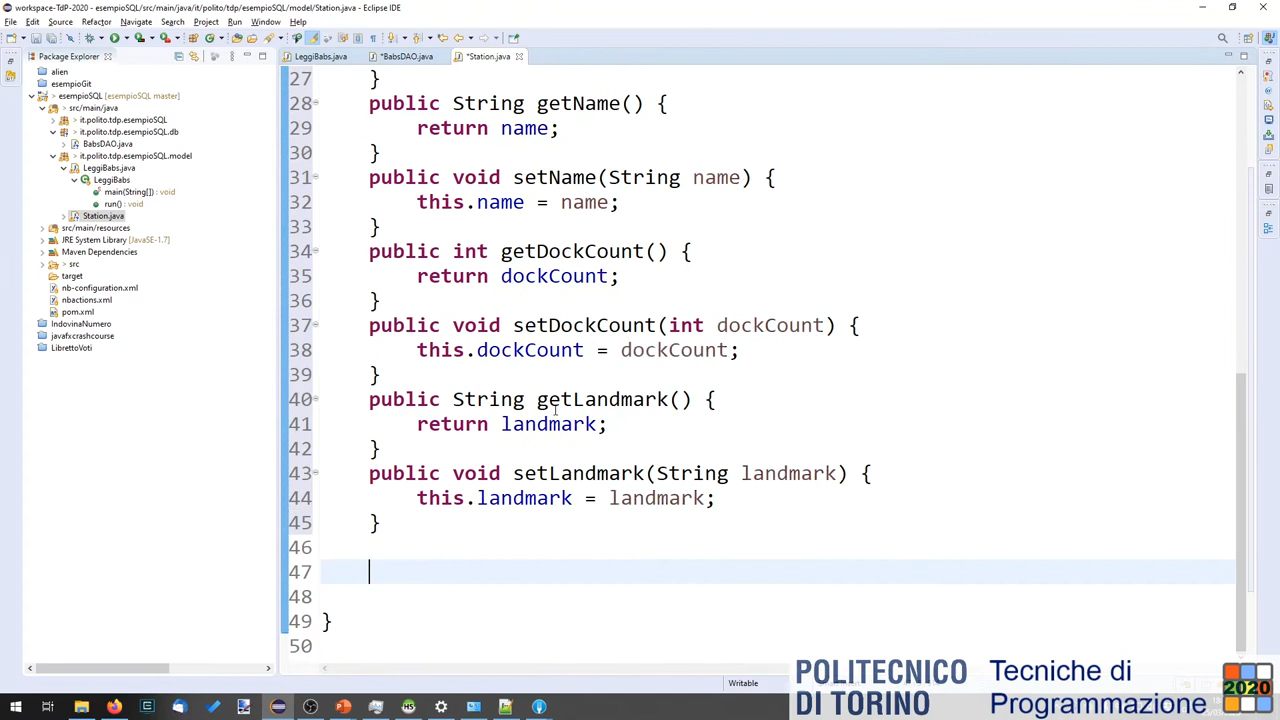 workspace-TdP-2020 - esempioSQL/src/main/java/it/polito/tdp/esempioSQL/model/Station.java - Eclipse IDE
File Edit Source Refactor Navigate Search Project Run Window Help
Package Explorer
LeggiBabs.java
*BabsDAO.java
*Station.java
alien
esempioGit
esempioSQL [esempioSQL master]
src/main/java
it.polito.tdp.esempioSQL
it.polito.tdp.esempioSQL.db
BabsDAO.java
it.polito.tdp.esempioSQL.model
LeggiBabs.java
LeggiBabs
main(String[]) : void
run() : void
Station.java
src/main/resources
JRE System Library [JavaSE-1.7]
Maven Dependencies
src
target
nb-configuration.xml
nbactions.xml
pom.xml
IndovinaNumero
javafxcrashcourse
LibrettoVoti
27 }
28 public String getName() {
29 return name;
30 }
31 public void setName(String name) {
32 this.name = name;
33 }
34 public int getDockCount() {
35 return dockCount;
36 }
37 public void setDockCount(int dockCount) {
38 this.dockCount = dockCount;
39 }
40 public String getLandmark() {
41 return landmark;
42 }
43 public void setLandmark(String landmark) {
44 this.landmark = landmark;
45 }
46
47
48
49 }
50
Writable
POLITECNICO
DI TORINO
Tecniche di
Programmazione
2020